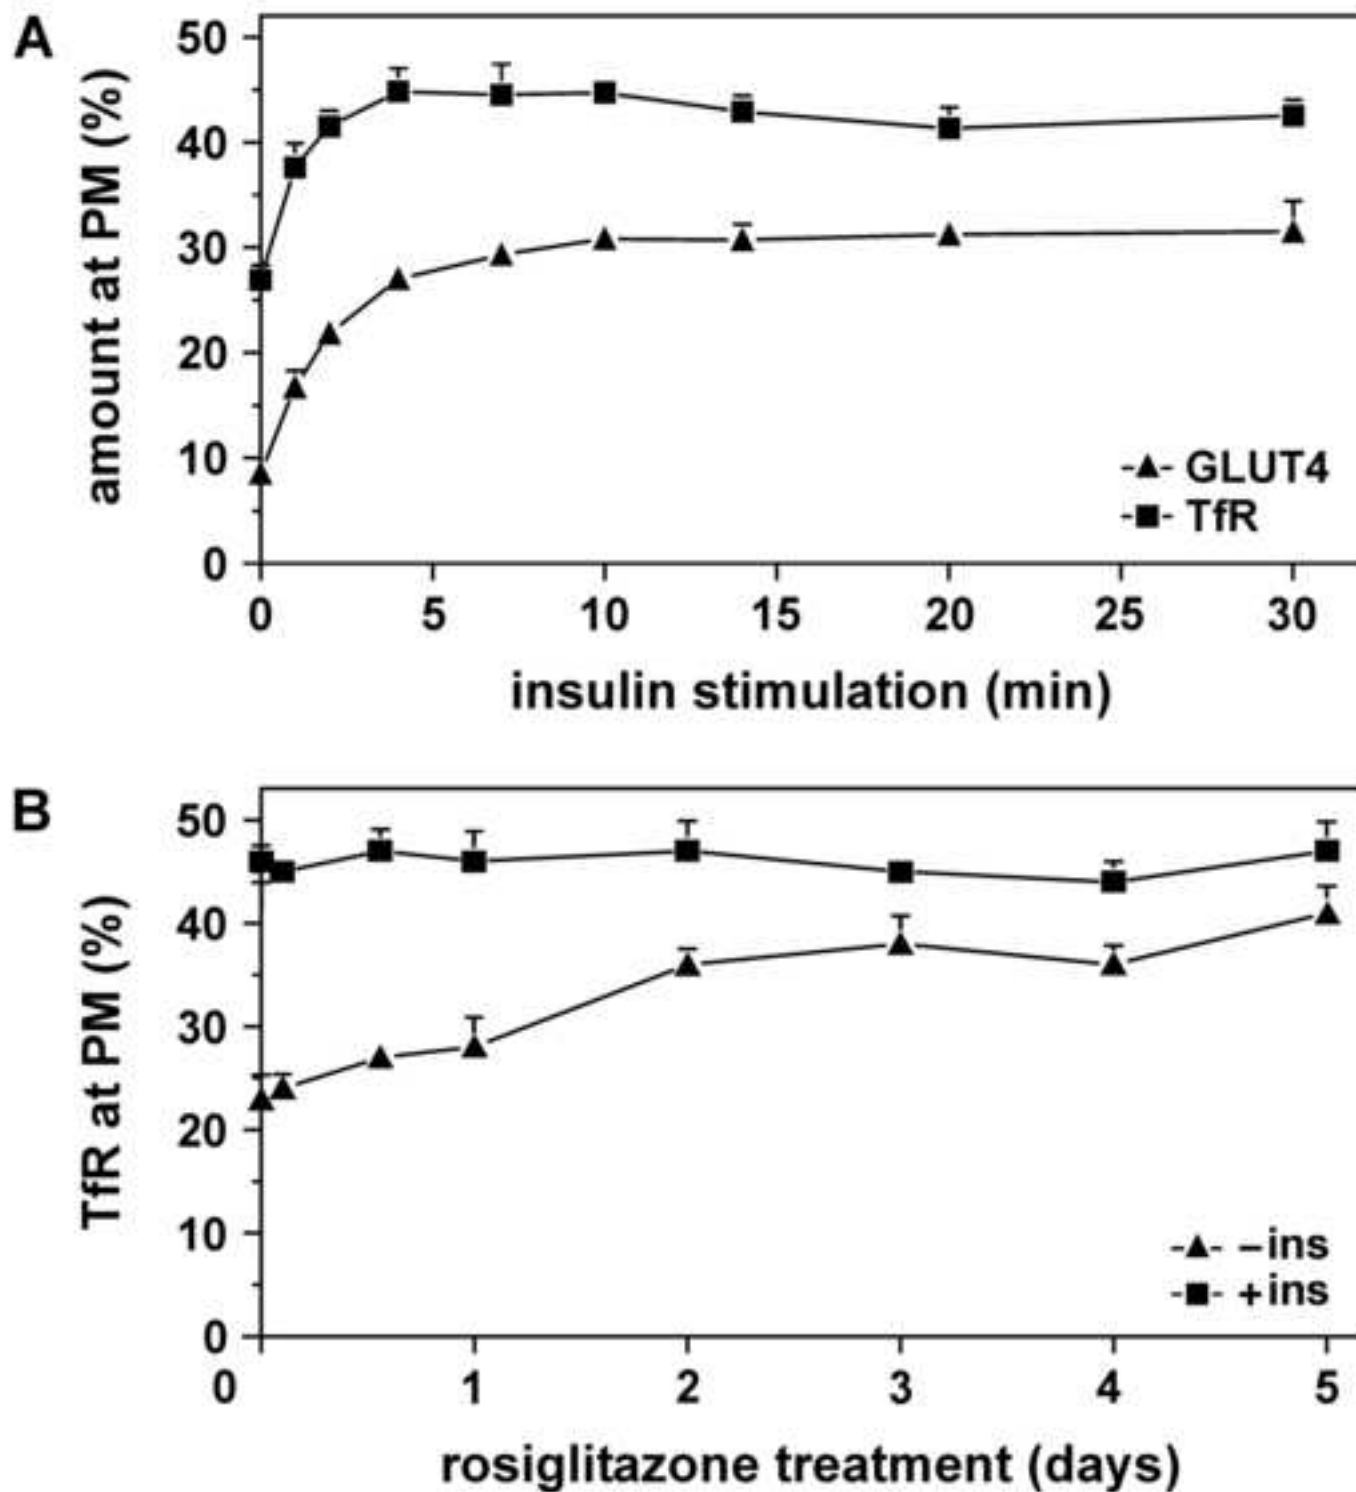 A
amount at PM (%)
50
40
30
20
10
0
GLUT4
TfR
0 5 10 15 20 25 30
insulin stimulation (min)
B
TfR at PM (%)
50
40
30
20
10
0
–ins
+ins
0 1 2 3 4 5
rosiglitazone treatment (days)